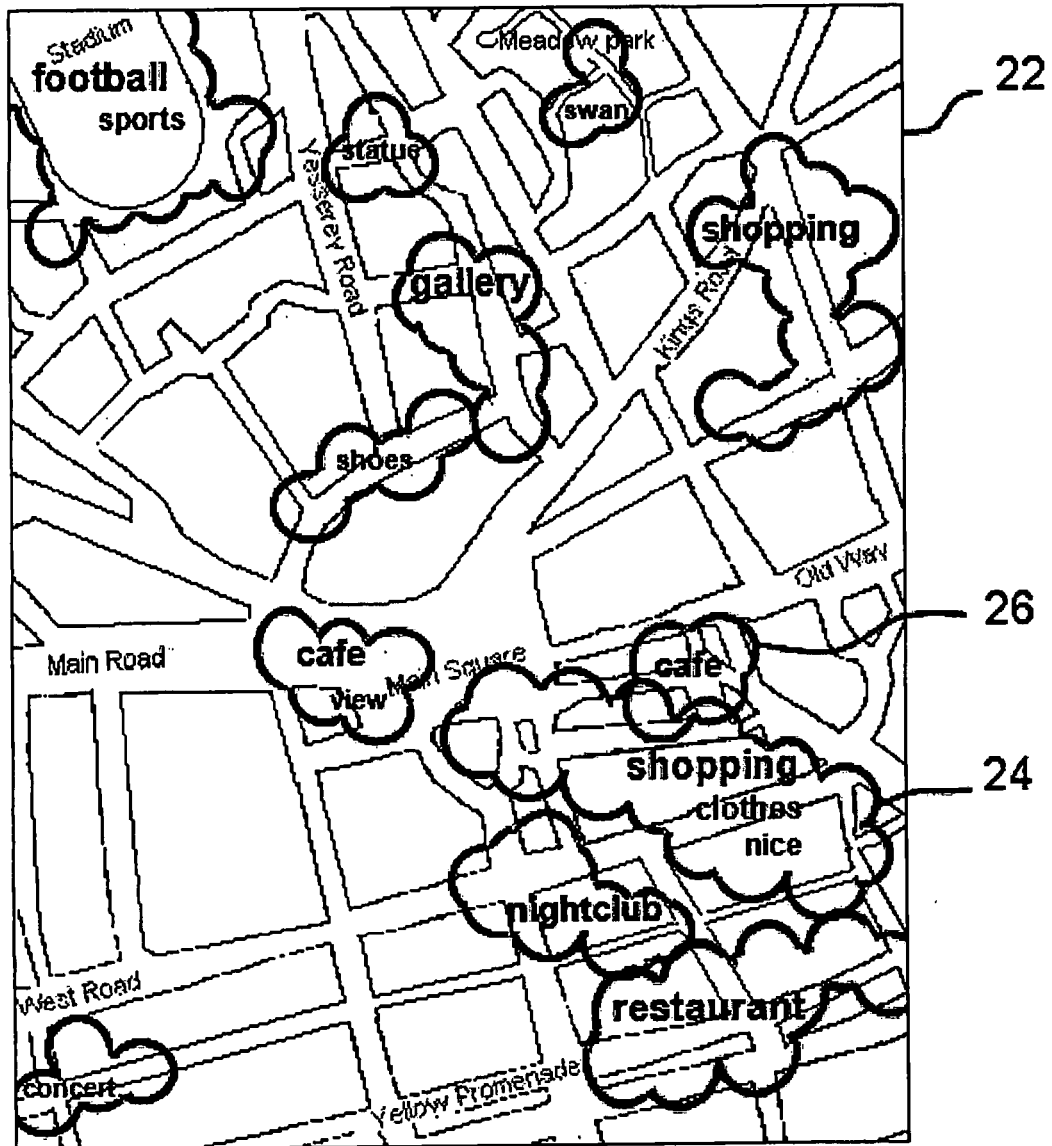 Stadium
Meadow park
22
football
swan
sports
statue
Yesserey Road
shopping
gallery
Kings Road
shoes
Old Way
26
cafe
Main Square
cafe
Main Road
view
shopping
24
clothes
nice
nightclub
West Road
restaurant
concert
Yellow Promenade